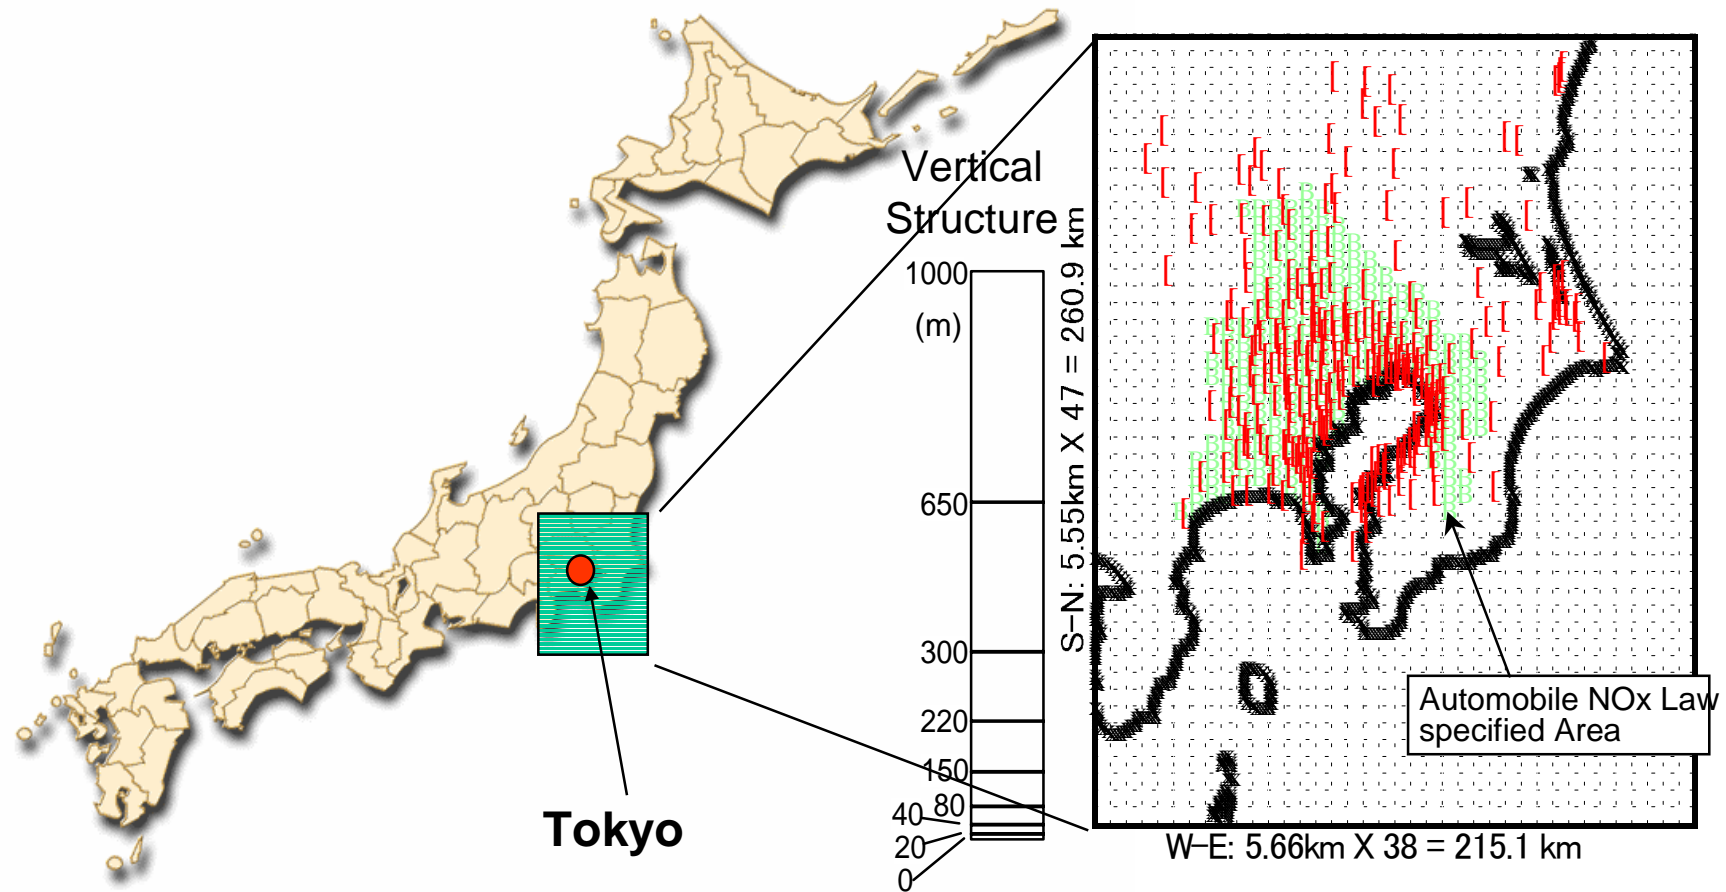 Vertical
Structure
1000
(m)
650
300
220
150
80
40
20
0
S-N: 5.55km X 47 = 260.9 km
Automobile NOx Law
specified Area
Tokyo
W-E: 5.66km X 38 = 215.1 km